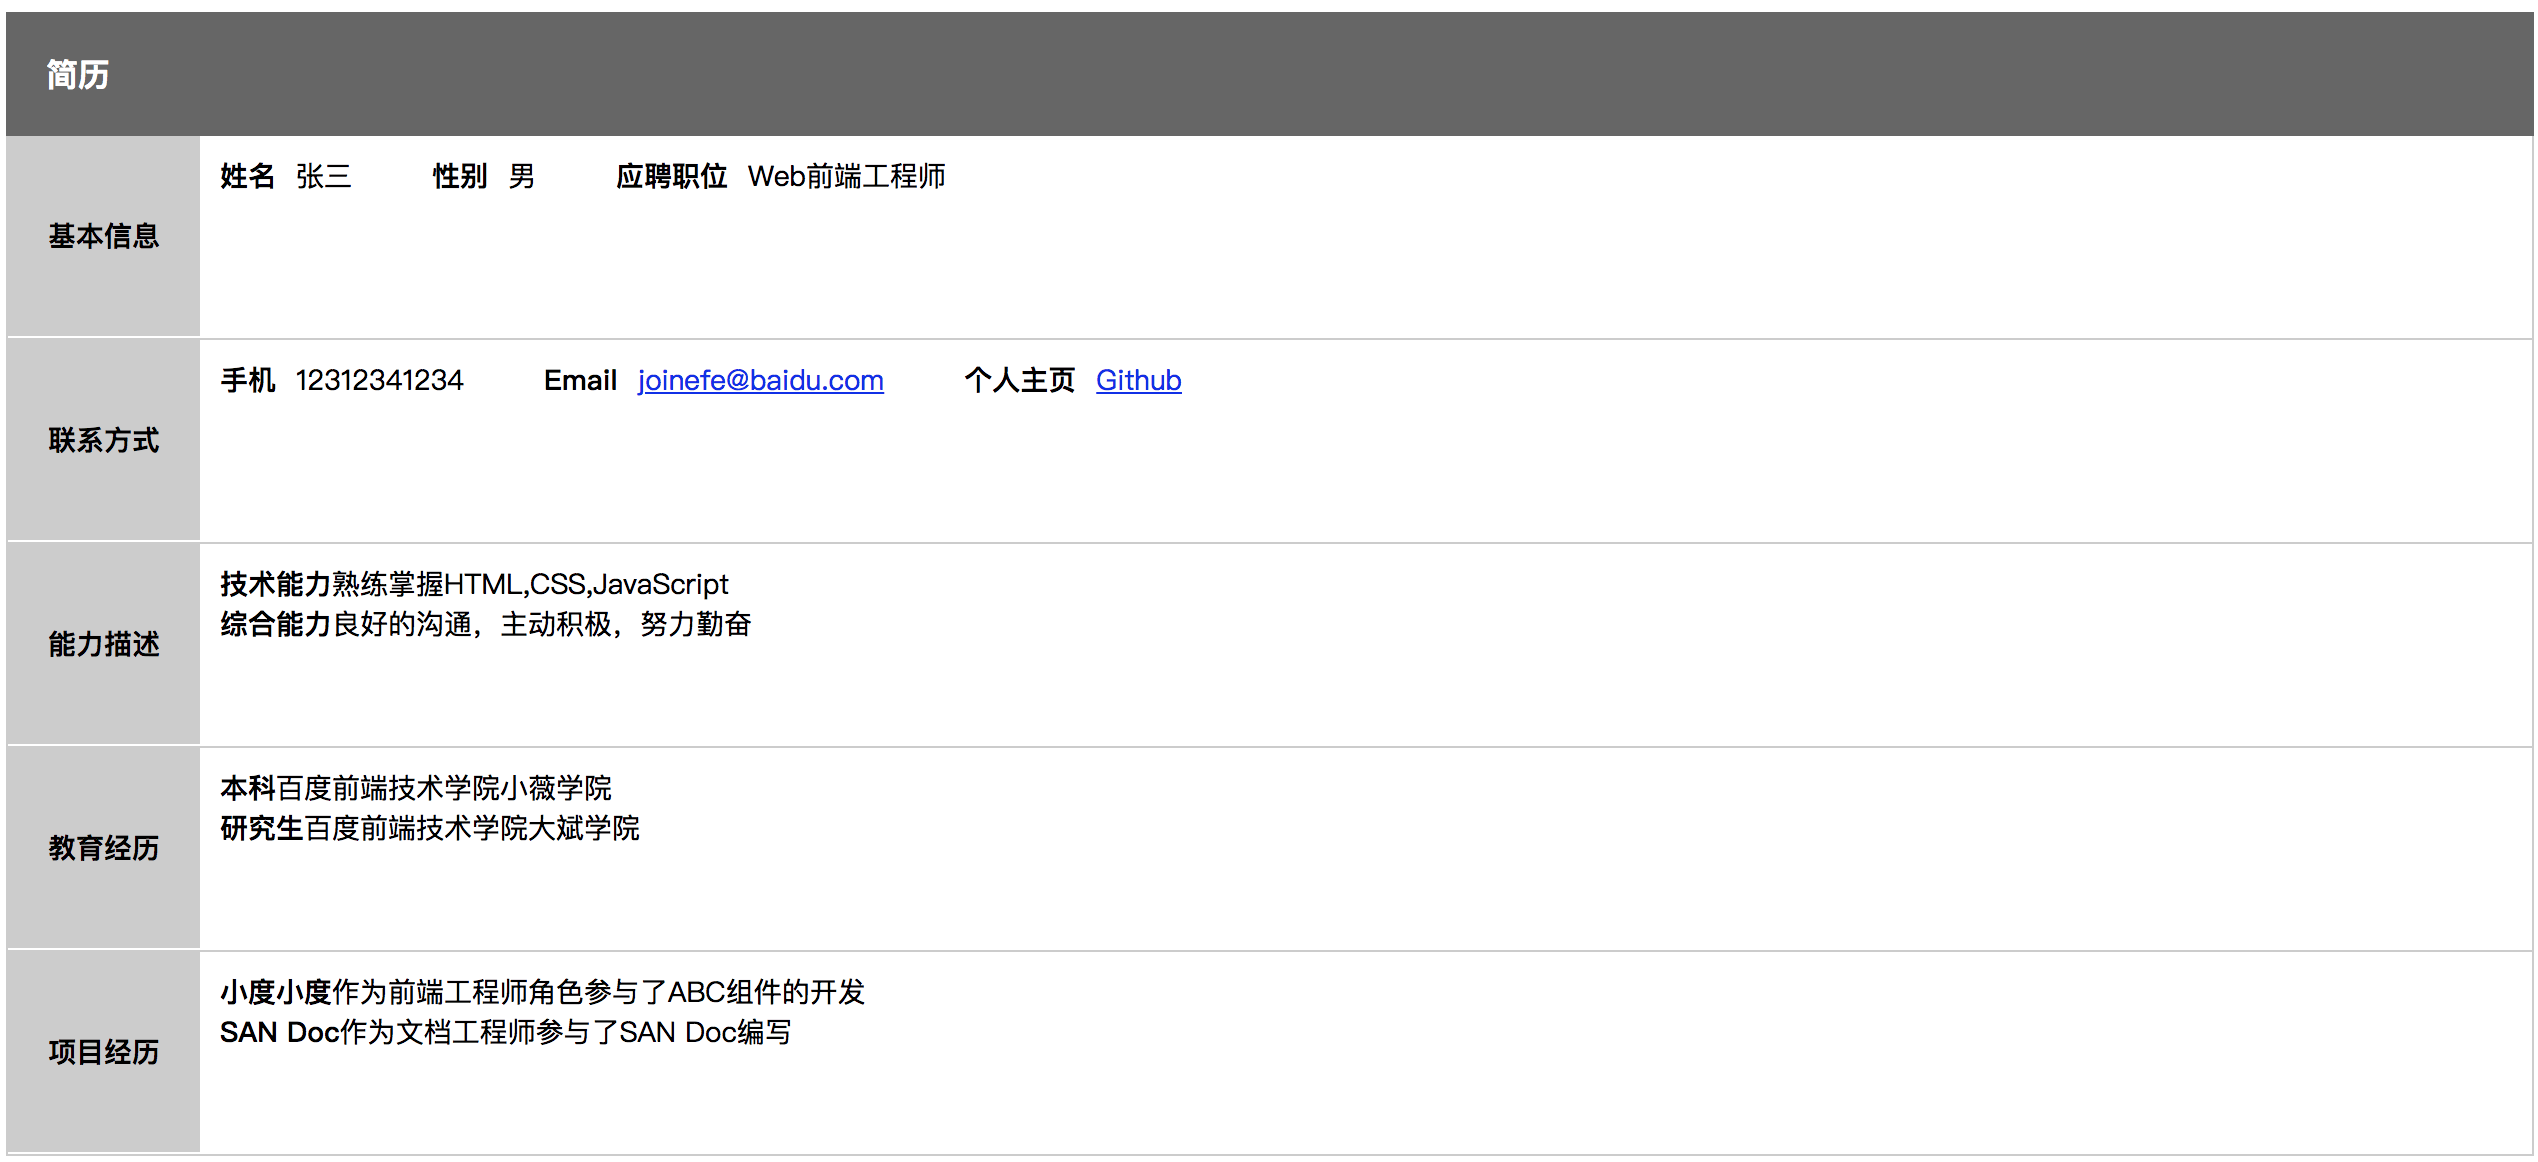 简历
基本信息
姓名 张三 性别 男 应聘职位 Web前端工程师
联系方式
手机 12312341234 Email joinefe@baidu.com 个人主页 Github
能力描述
技术能力熟练掌握HTML,CSS,JavaScript
综合能力良好的沟通，主动积极，努力勤奋
教育经历
本科百度前端技术学院小薇学院
研究生百度前端技术学院大斌学院
项目经历
小度小度作为前端工程师角色参与了ABC组件的开发
SAN Doc作为文档工程师参与了SAN Doc编写